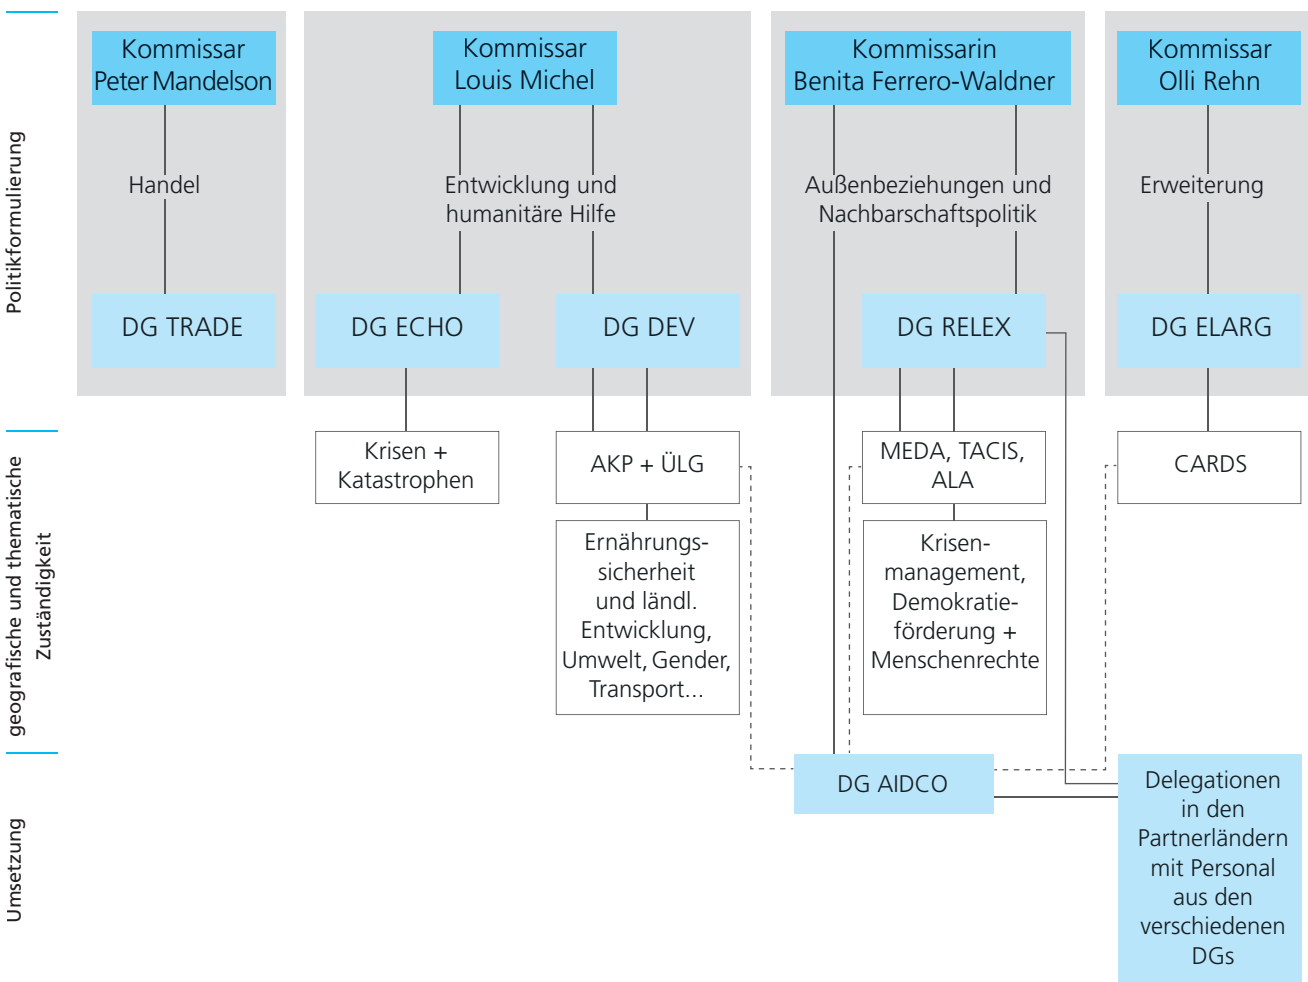 Politikformulierung
Kommissar
Peter Mandelson
Handel
DG TRADE
Kommissar
Louis Michel
Entwicklung und
humanitäre Hilfe
DG ECHO
DG DEV
Kommissarin
Benita Ferrero-Waldner
Außenbeziehungen und
Nachbarschaftspolitik
DG RELEX
Kommissar
Olli Rehn
Erweiterung
DG ELARG
geografische und thematische
Zuständigkeit
Krisen +
Katastrophen
AKP + ÜLG
Ernährungs-
sicherheit
und ländl.
Entwicklung,
Umwelt, Gender,
Transport...
MEDA, TACIS,
ALA
Krisen-
management,
Demokratie-
förderung +
Menschenrechte
CARDS
Umsetzung
DG AIDCO
Delegationen
in den
Partnerländern
mit Personal
aus den
verschiedenen
DGs